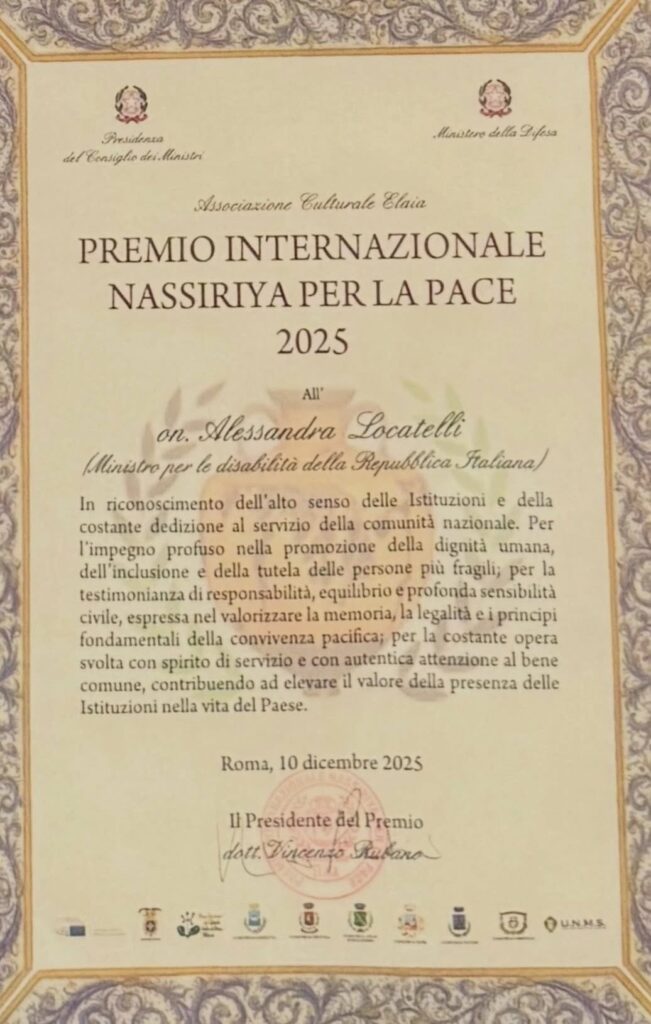 Presidenza
del Consiglio dei Ministri
Ministero della Difesa
Associazione Culturale Elaia
PREMIO INTERNAZIONALE
NASSIRIYA PER LA PACE
2025
All'
on. Alessandra Locatelli
(Ministro per le disabilità della Repubblica Italiana)
In riconoscimento dell'alto senso delle Istituzioni e della
costante dedizione al servizio della comunità nazionale. Per
l'impegno profuso nella promozione della dignità umana,
dell'inclusione e della tutela delle persone più fragili; per la
testimonianza di responsabilità, equilibrio e profonda sensibilità
civile, espressa nel valorizzare la memoria, la legalità e i principi
fondamentali della convivenza pacifica; per la costante opera
svolta con spirito di servizio e con autentica attenzione al bene
comune, contribuendo ad elevare il valore della presenza delle
Istituzioni nella vita del Paese.
Roma, 10 dicembre 2025
Il Presidente del Premio
dott. Vincenzo Rubano
U.N.M.S.